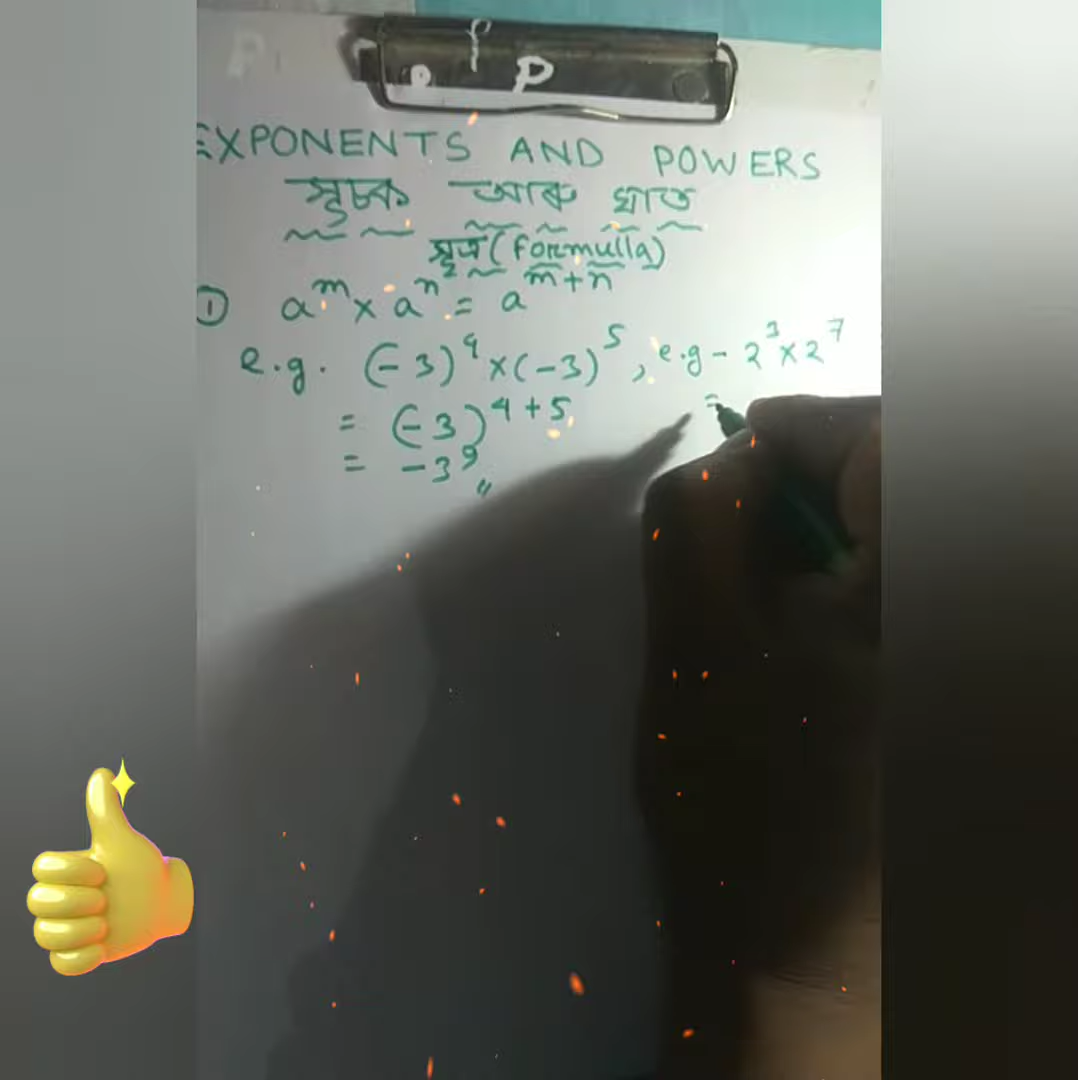 P f
e P
EXPONENTS AND POWERS
সূচক আৰু ঘাত
সূত্ৰ (formulla)
① a^m × a^n = a^m+n
e.g. (-3)^4 × (-3)^5, e.g - 2^3 × 2^7
= (-3)^4+5 =
= -3^9 〃